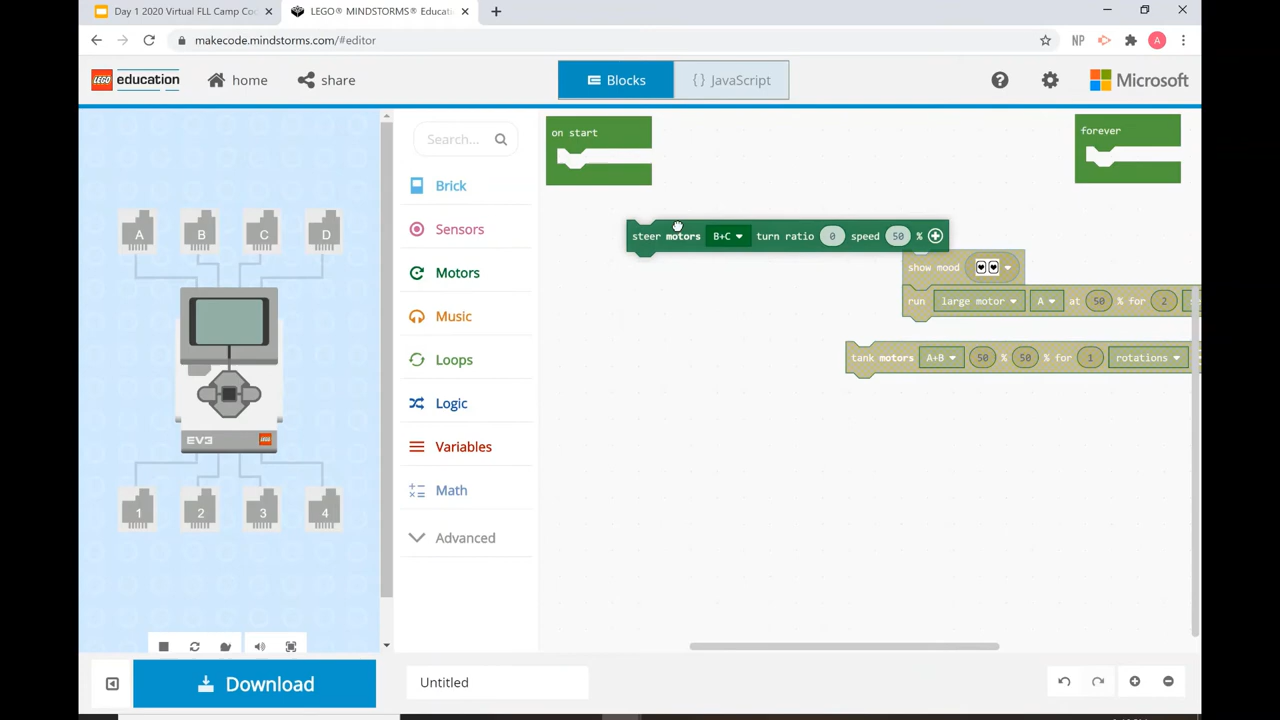 Day 1 2020 Virtual FLL Camp Co
LEGO® MINDSTORMS® Educati
makecode.mindstorms.com/#editor
NP
A
LEGO education
home
share
Blocks
{ } JavaScript
Microsoft
Search...
Brick
Sensors
Motors
Music
Loops
Logic
Variables
Math
Advanced
A
B
C
D
EV3
LEGO
1
2
3
4
on start
forever
steer motors B+C turn ratio 0 speed 50 %
show mood
run large motor A at 50 % for 2
tank motors A+B 50 % 50 % for 1 rotations
Download
Untitled